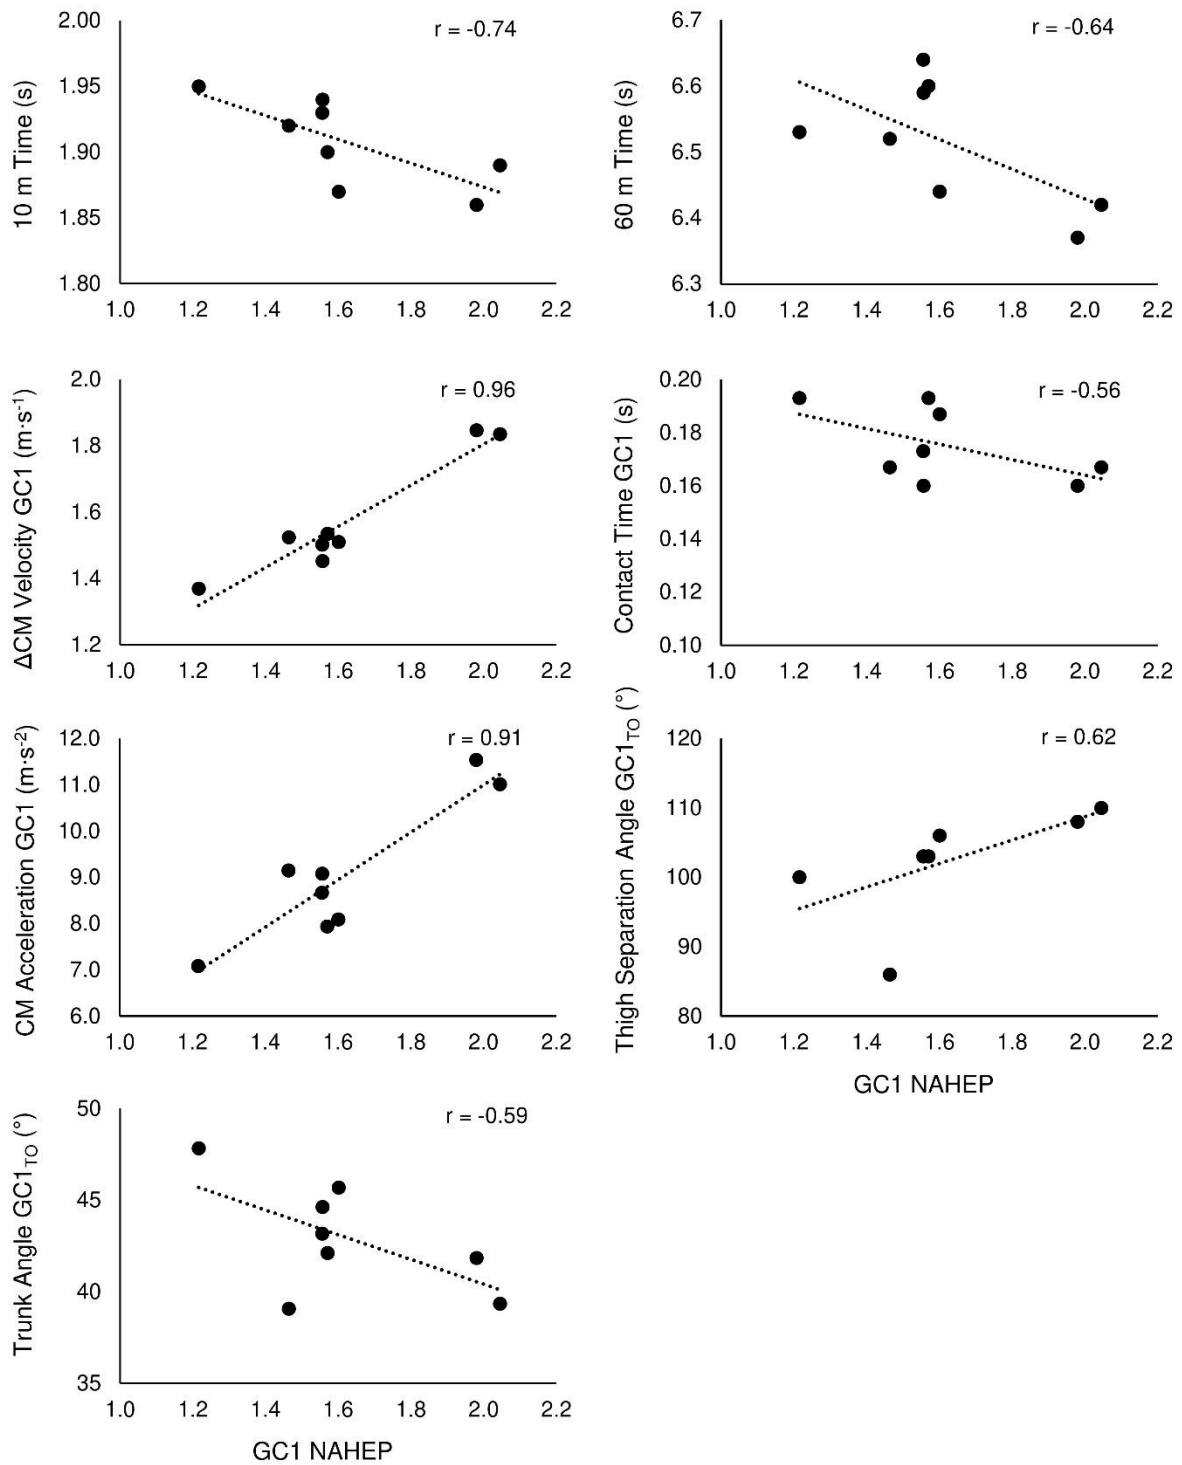 10 m Time (s)
2.00
1.95
1.90
1.85
1.80
r = -0.74
1.0 1.2 1.4 1.6 1.8 2.0 2.2
60 m Time (s)
6.7
6.6
6.5
6.4
6.3
r = -0.64
1.0 1.2 1.4 1.6 1.8 2.0 2.2
ΔCM Velocity GC1 (m·s⁻¹)
2.0
1.8
1.6
1.4
1.2
r = 0.96
1.0 1.2 1.4 1.6 1.8 2.0 2.2
Contact Time GC1 (s)
0.20
0.18
0.16
0.14
0.12
0.10
r = -0.56
1.0 1.2 1.4 1.6 1.8 2.0 2.2
CM Acceleration GC1 (m·s⁻²)
12.0
11.0
10.0
9.0
8.0
7.0
6.0
r = 0.91
1.0 1.2 1.4 1.6 1.8 2.0 2.2
Thigh Separation Angle GC1TO (°)
120
110
100
90
80
r = 0.62
1.0 1.2 1.4 1.6 1.8 2.0 2.2
GC1 NAHEP
Trunk Angle GC1TO (°)
50
45
40
35
r = -0.59
1.0 1.2 1.4 1.6 1.8 2.0 2.2
GC1 NAHEP